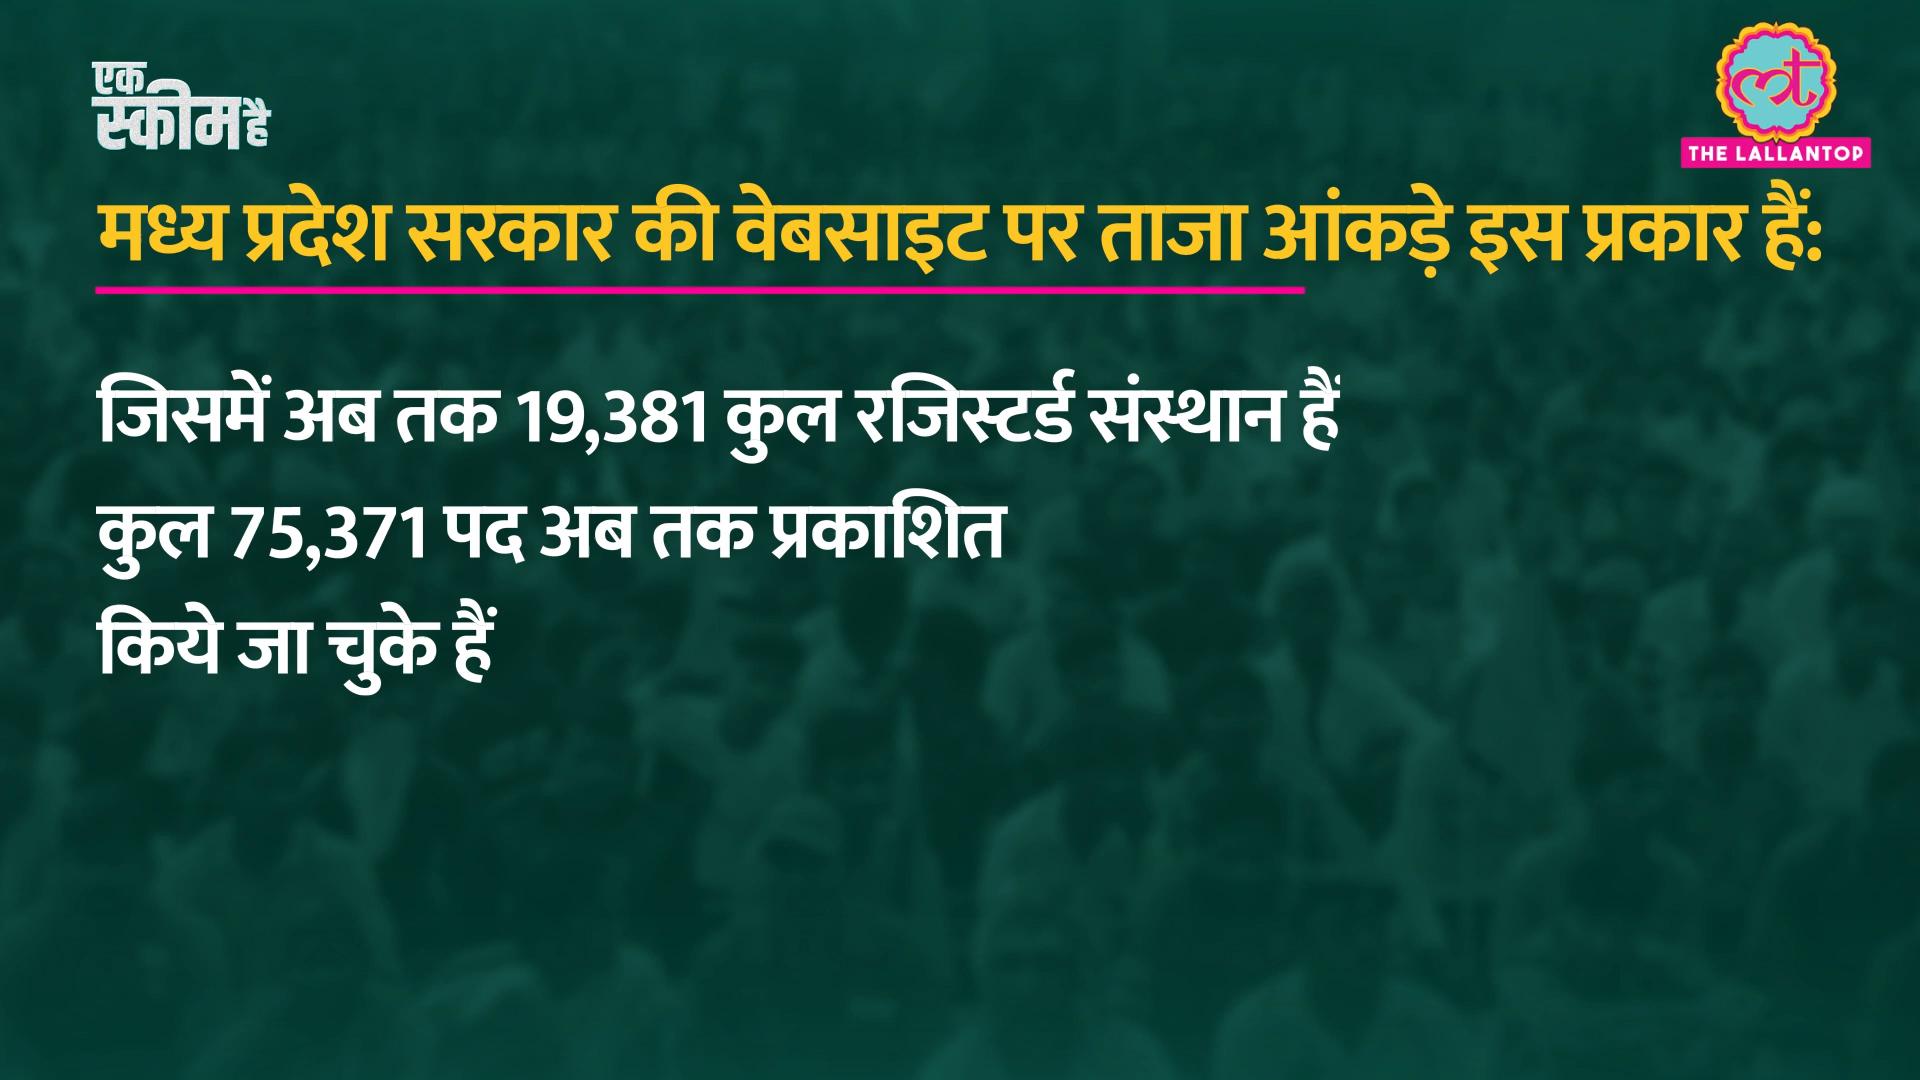 एक
स्कीम है
THE LALLANTOP
मध्य प्रदेश सरकार की वेबसाइट पर ताजा आंकड़े इस प्रकार हैं:
जिसमें अब तक 19,381 कुल रजिस्टर्ड संस्थान हैं
कुल 75,371 पद अब तक प्रकाशित
किये जा चुके हैं